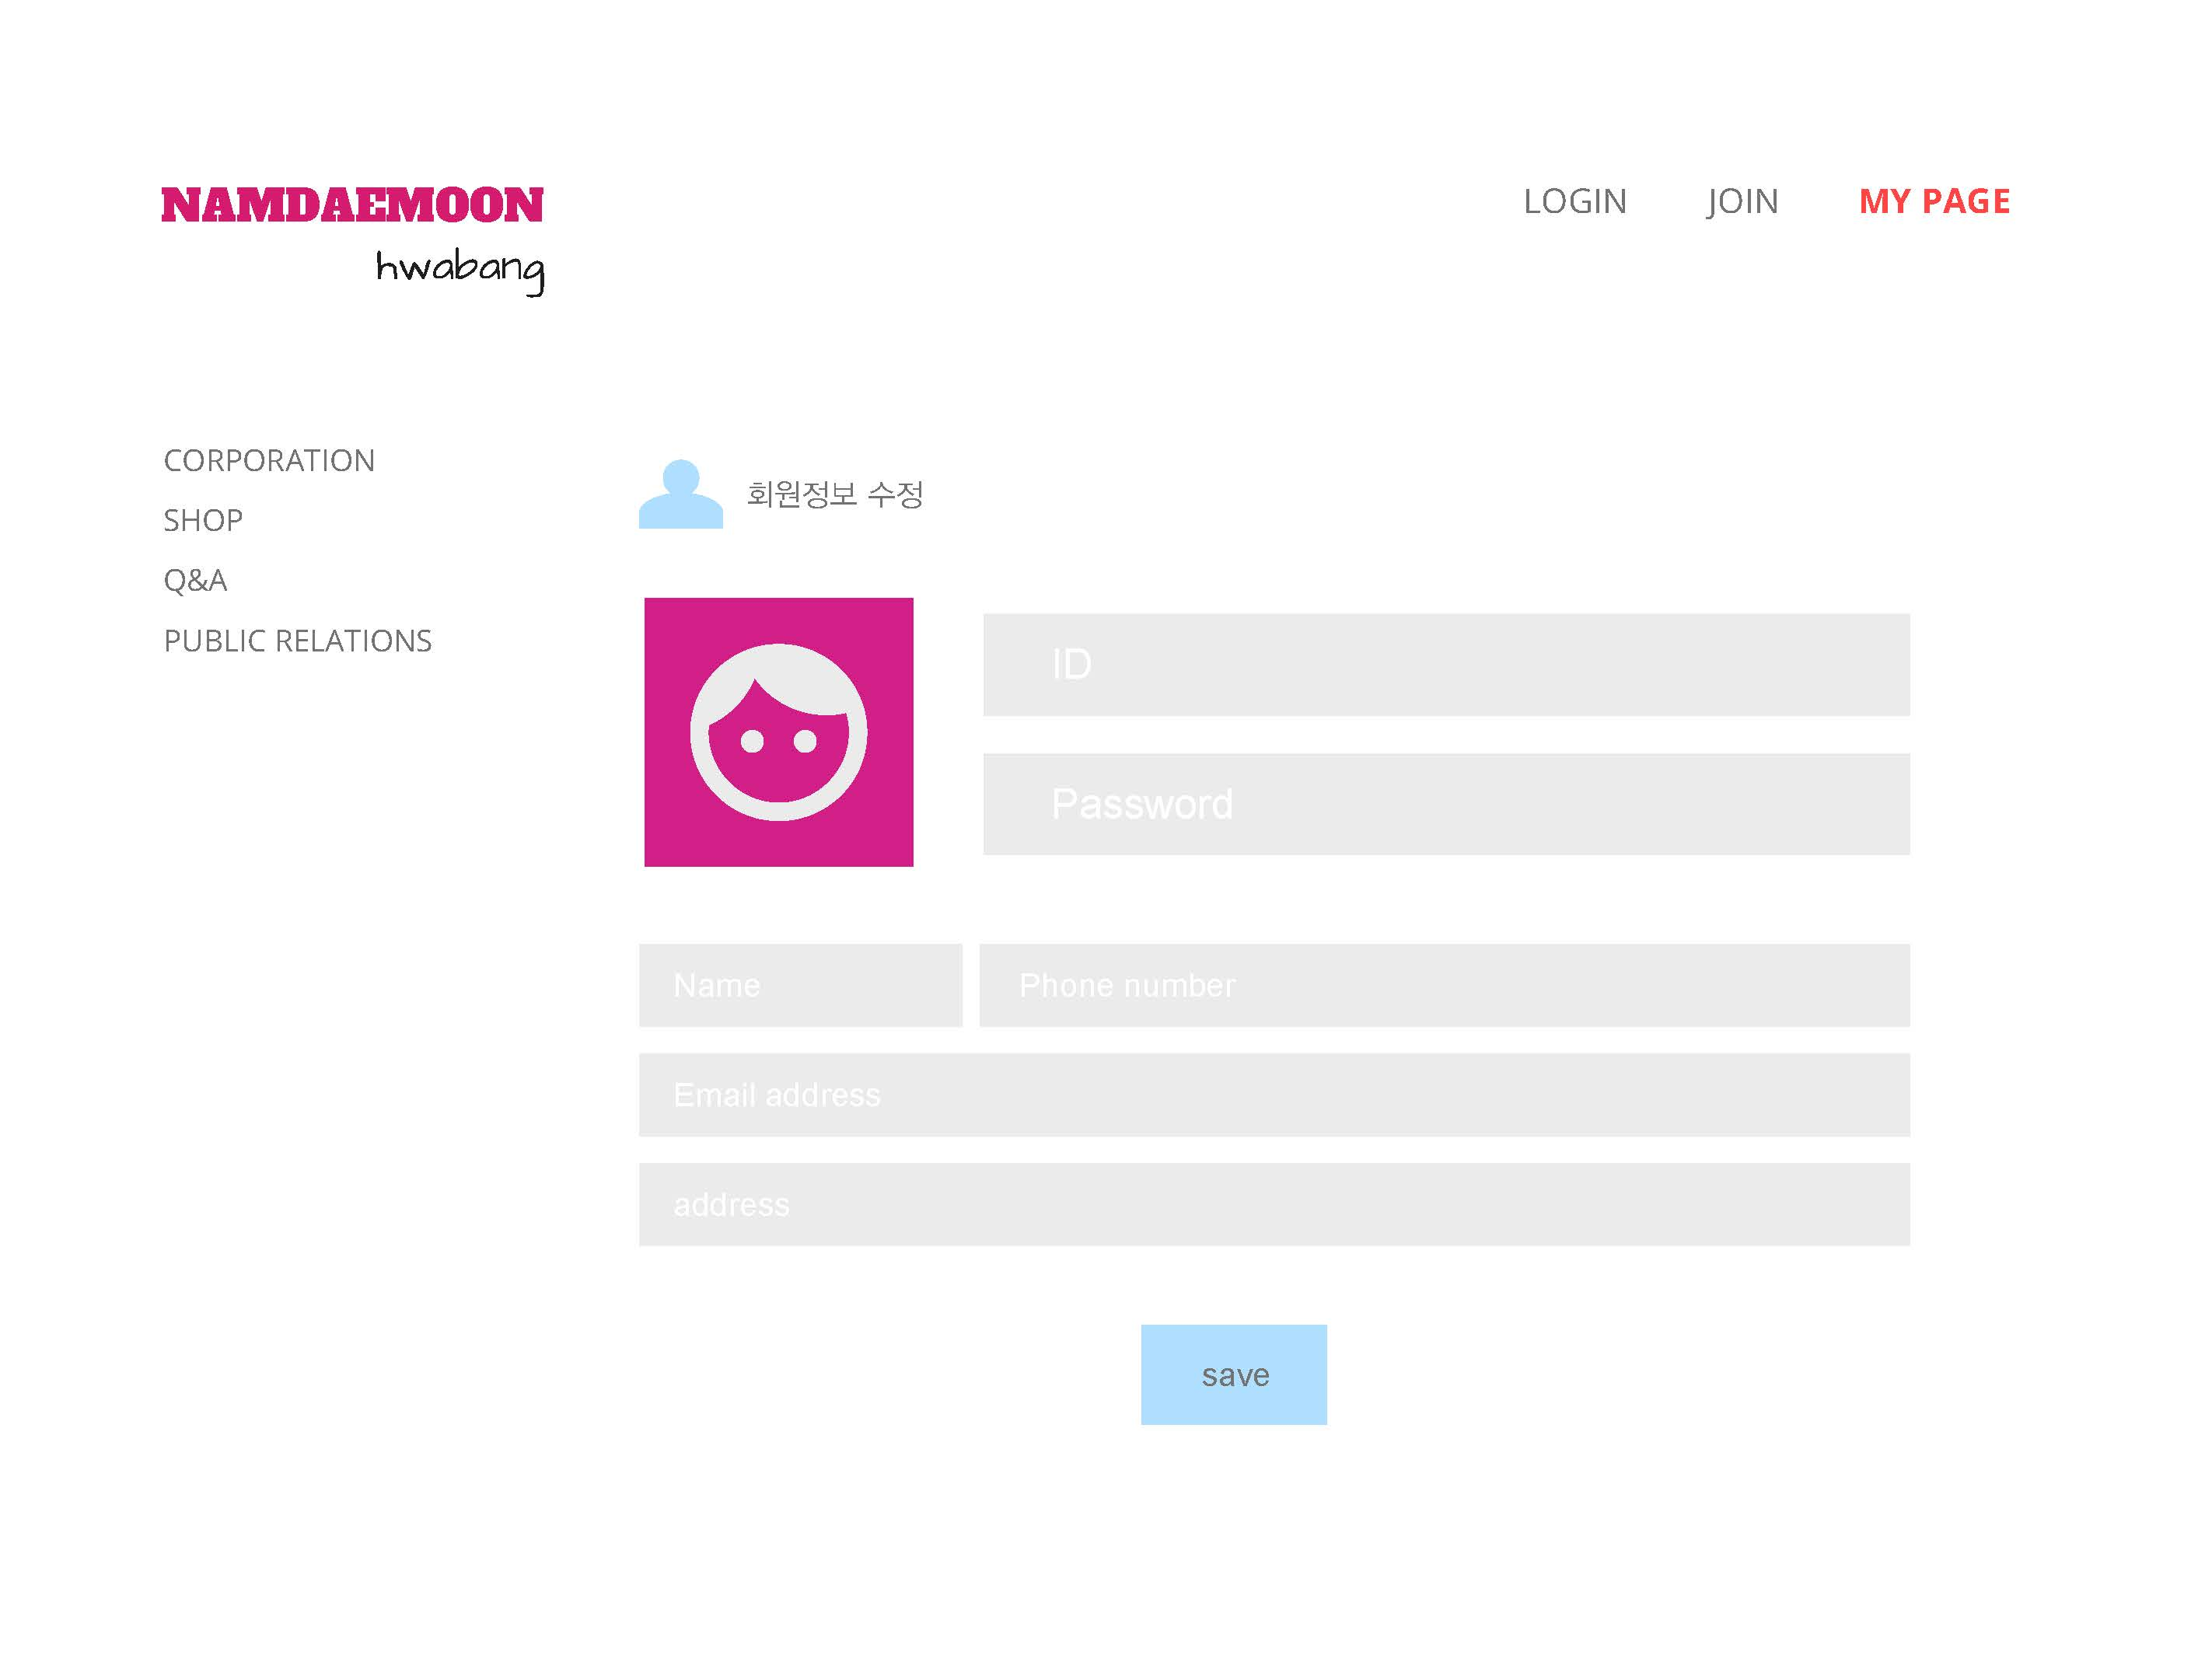 NAMDAEMOON
hwabang
LOGIN JOIN MY PAGE
CORPORATION
SHOP
Q&A
PUBLIC RELATIONS
회원정보 수정
ID
Password
Name Phone number
Email address
address
save